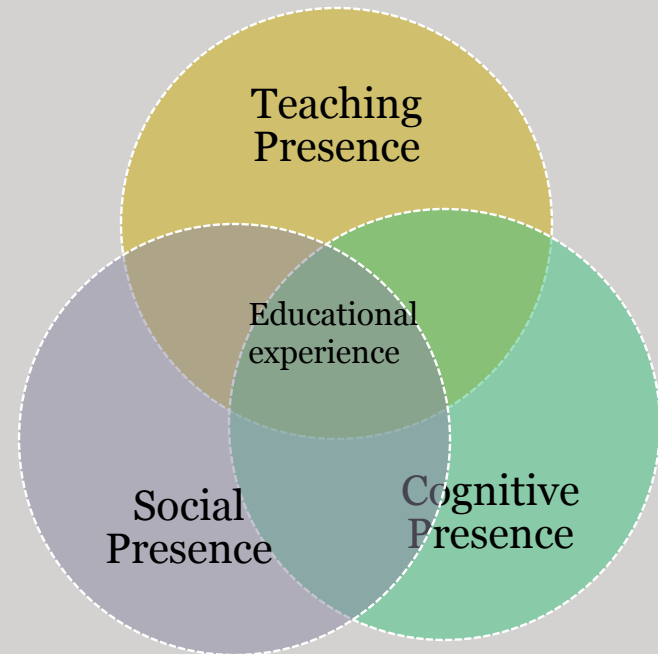 Teaching
Presence
Educational
experience
Social
Presence
Cognitive
Presence